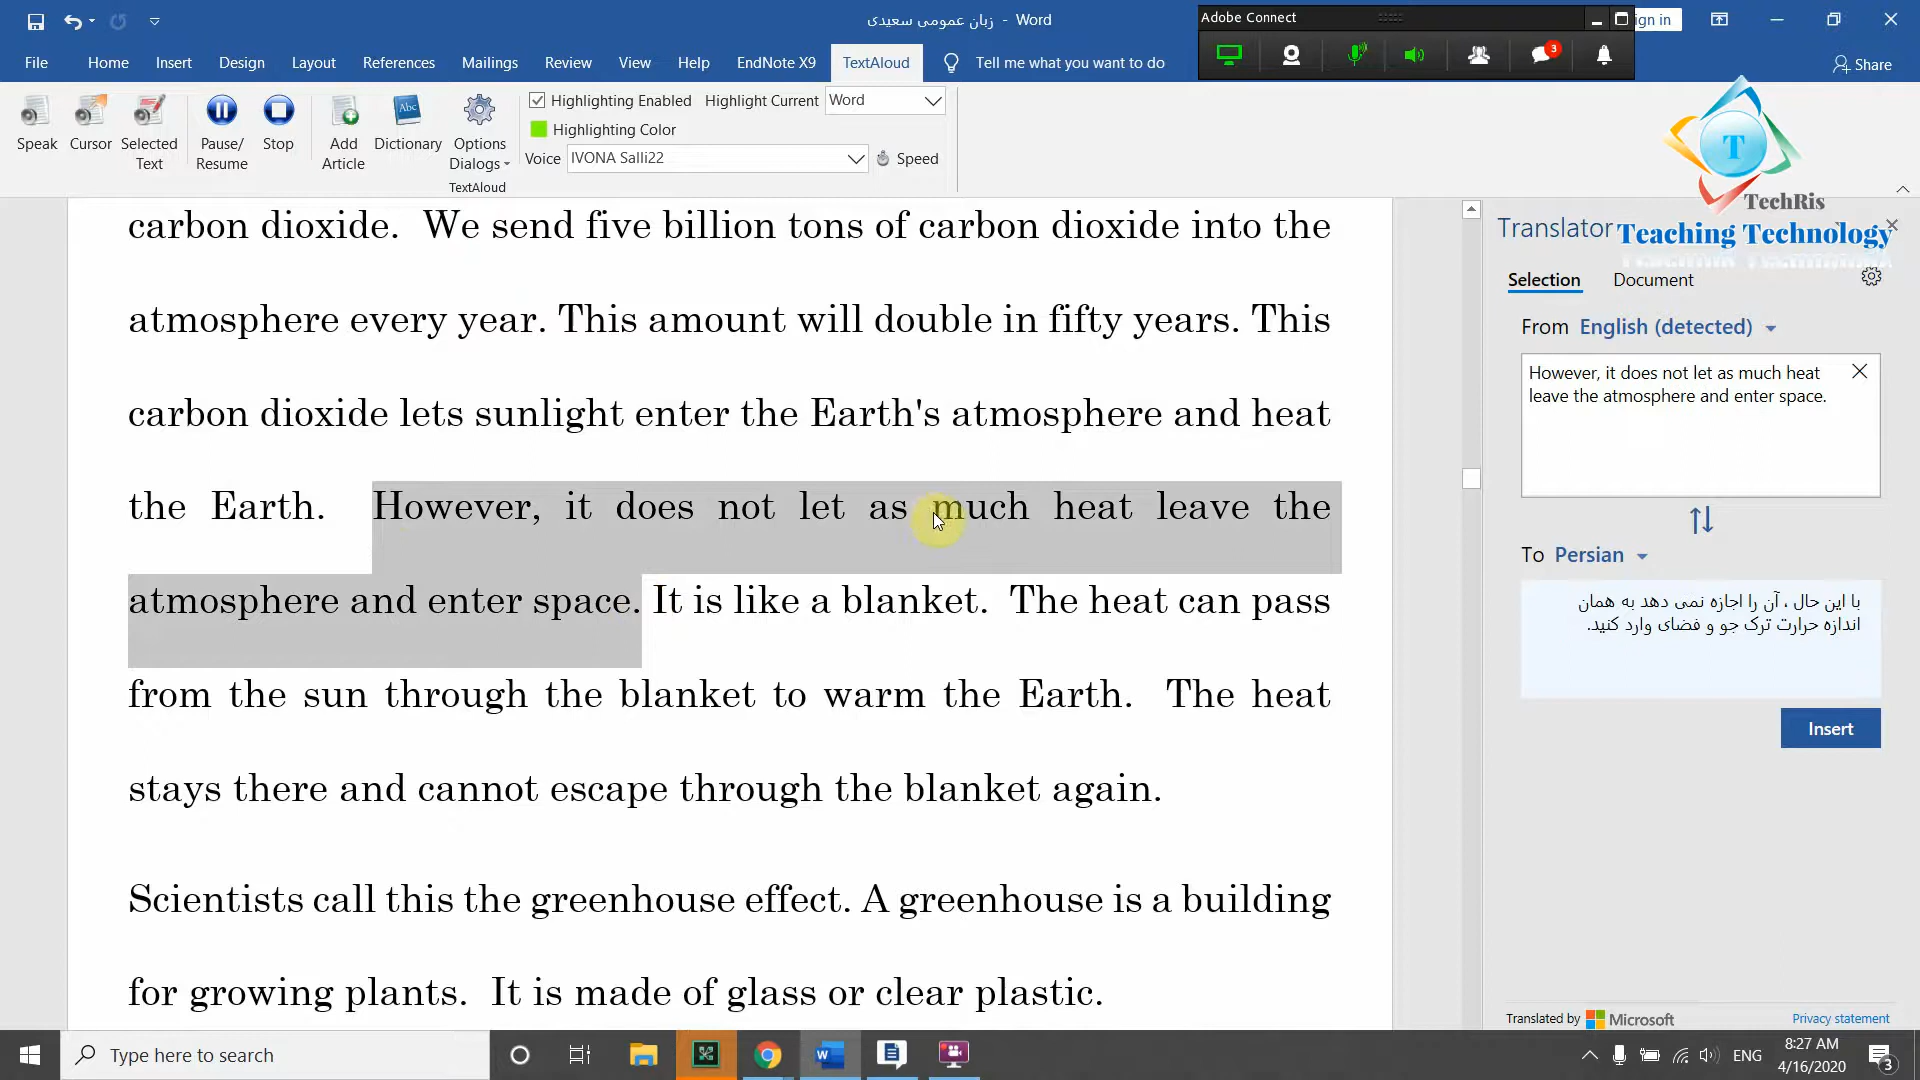 زبان عمومی سعیدی - Word
Adobe Connect
gn in
File Home Insert Design Layout References Mailings Review View Help EndNote X9 TextAloud Tell me what you want to do
3
Share
Highlighting Enabled Highlight Current Word
Highlighting Color
Voice IVONA Salli22 Speed
Speak Cursor Selected Text Pause/ Resume Stop Add Article Abc Dictionary Options Dialogs
TextAloud
T
TechRis
Teaching Technology
carbon dioxide. We send five billion tons of carbon dioxide into the
atmosphere every year. This amount will double in fifty years. This
carbon dioxide lets sunlight enter the Earth's atmosphere and heat
the Earth. However, it does not let as much heat leave the
atmosphere and enter space. It is like a blanket. The heat can pass
from the sun through the blanket to warm the Earth. The heat
stays there and cannot escape through the blanket again.
Scientists call this the greenhouse effect. A greenhouse is a building
for growing plants. It is made of glass or clear plastic.
Translator
Selection Document
From English (detected)
However, it does not let as much heat
leave the atmosphere and enter space.
To Persian
با این حال ، آن را اجازه نمی دهد به همان
اندازه حرارت ترک جو و فضای وارد کنید.
Insert
Translated by Microsoft Privacy statement
Type here to search
ENG
8:27 AM
4/16/2020
3